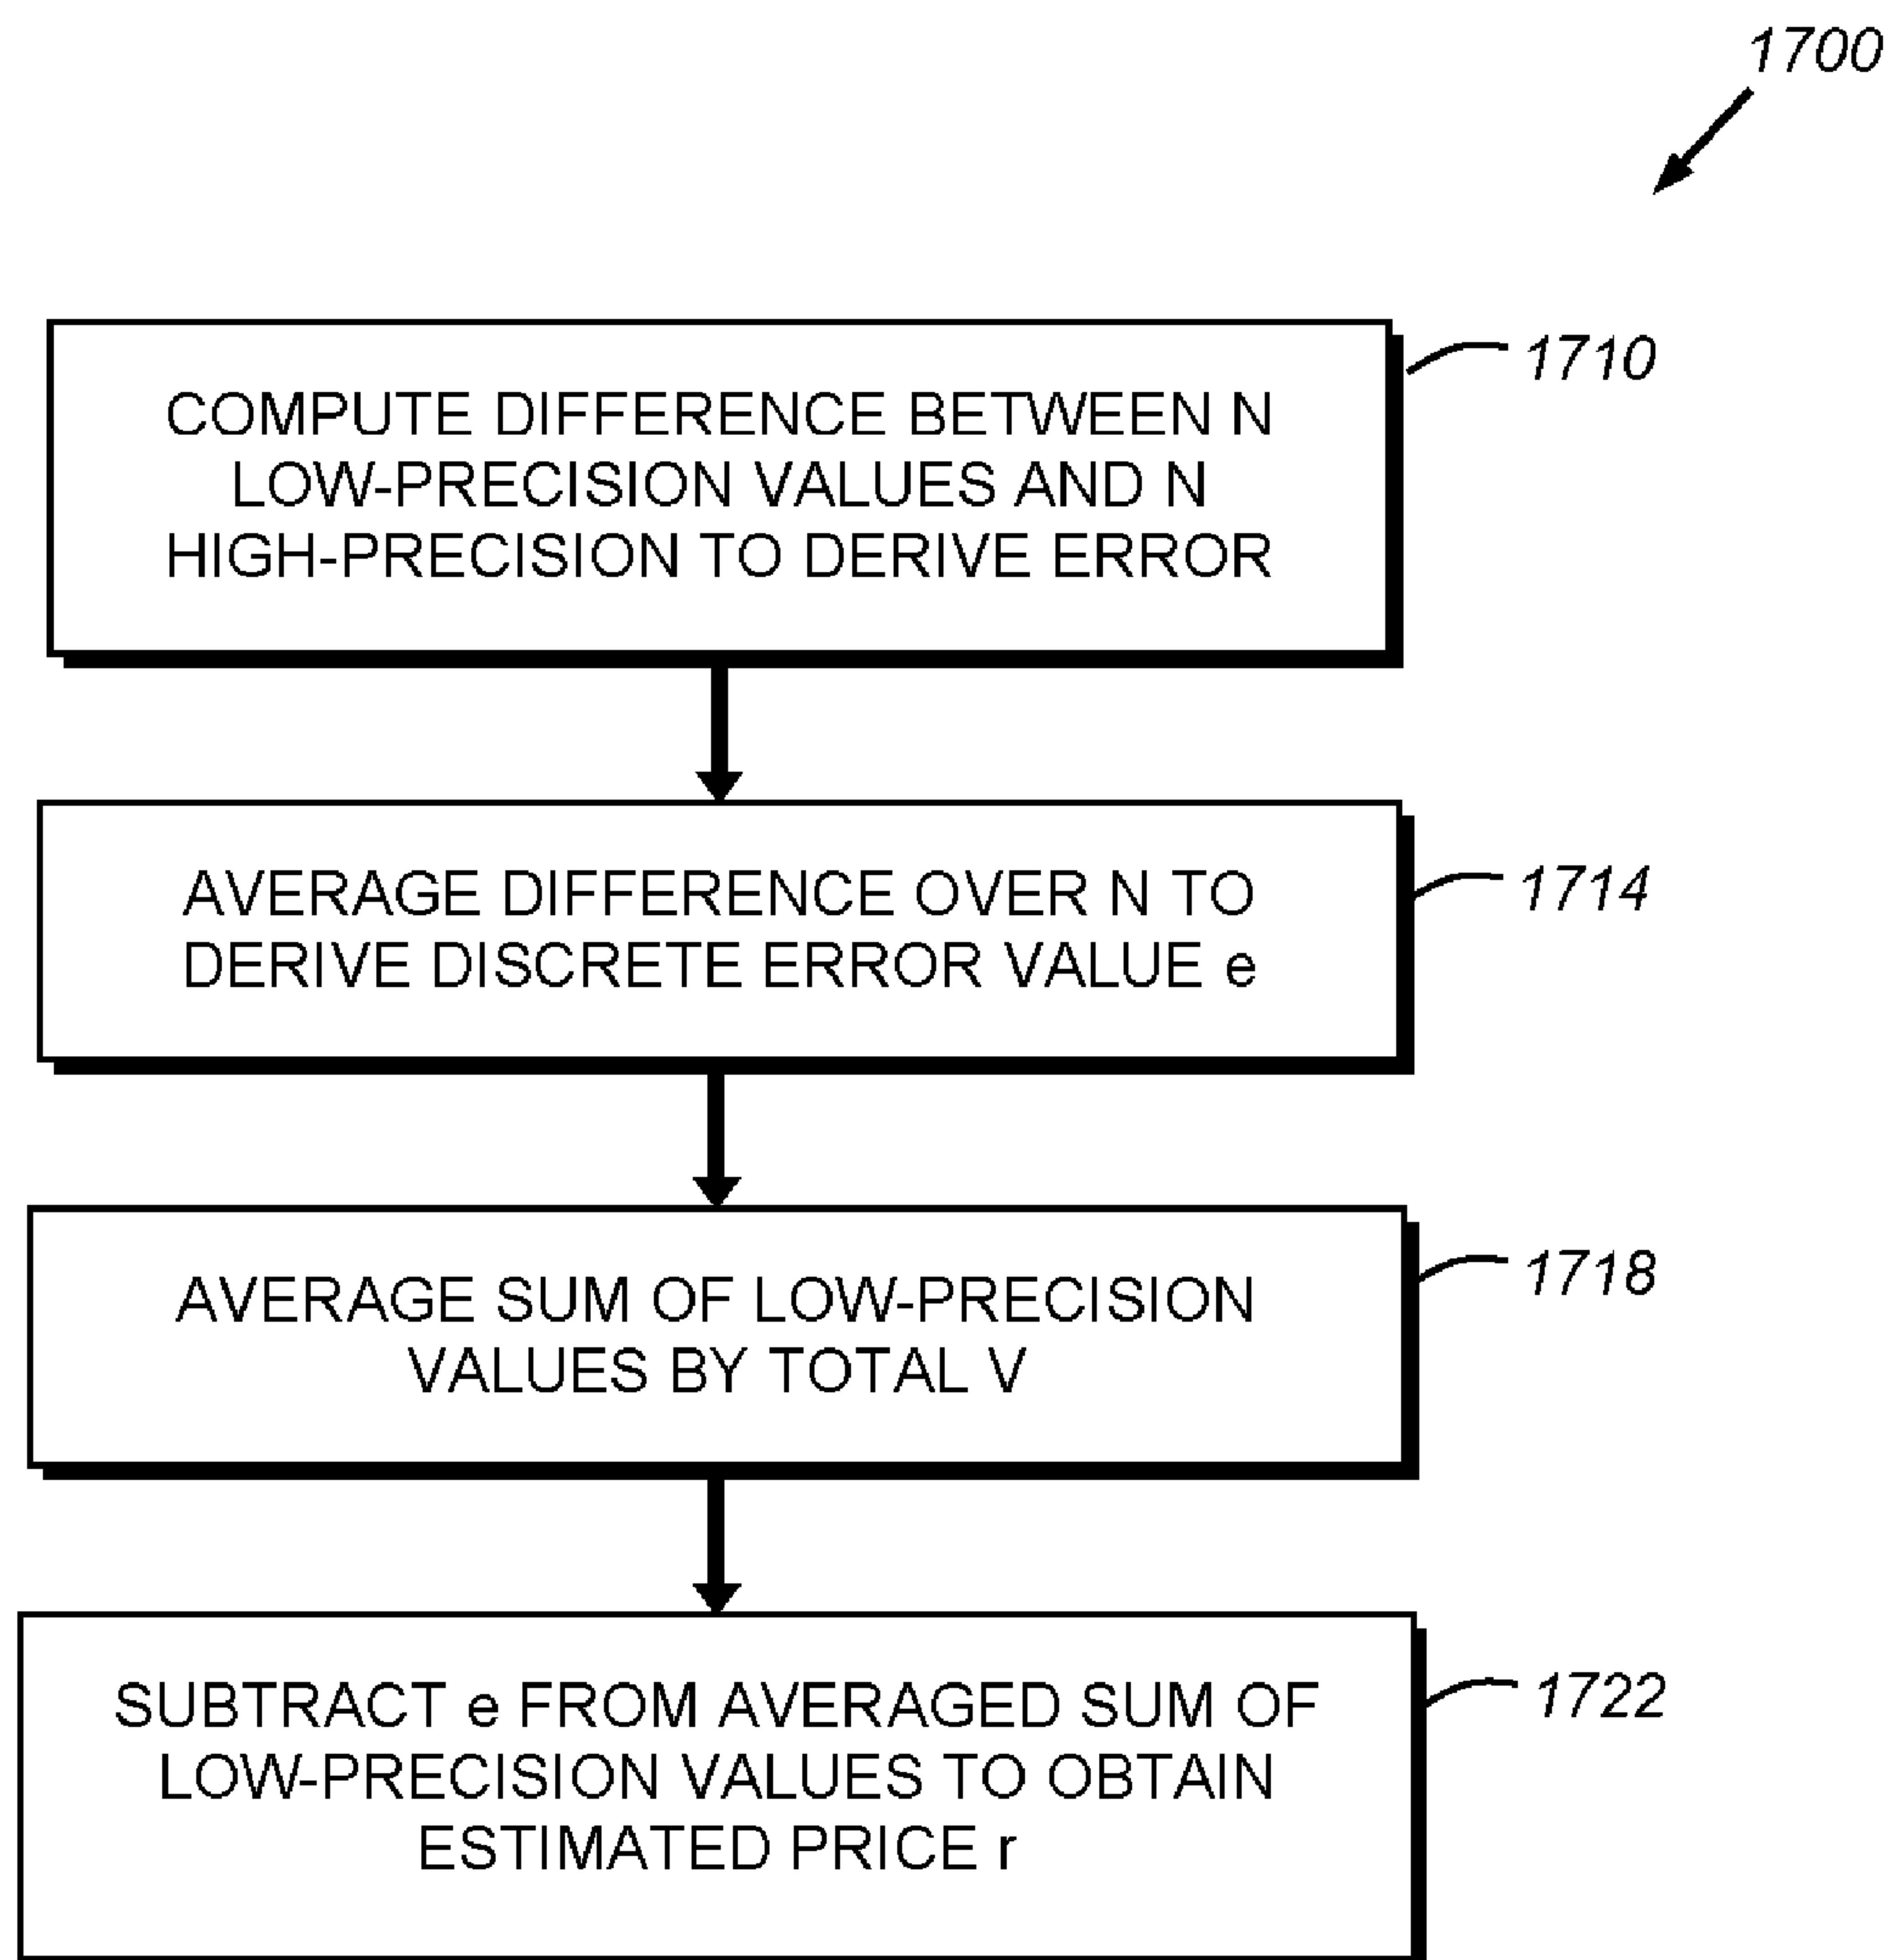 1700
COMPUTE DIFFERENCE BETWEEN N
LOW-PRECISION VALUES AND N
HIGH-PRECISION TO DERIVE ERROR
1710
AVERAGE DIFFERENCE OVER N TO
DERIVE DISCRETE ERROR VALUE e
1714
AVERAGE SUM OF LOW-PRECISION
VALUES BY TOTAL V
1718
SUBTRACT e FROM AVERAGED SUM OF
LOW-PRECISION VALUES TO OBTAIN
ESTIMATED PRICE r
1722